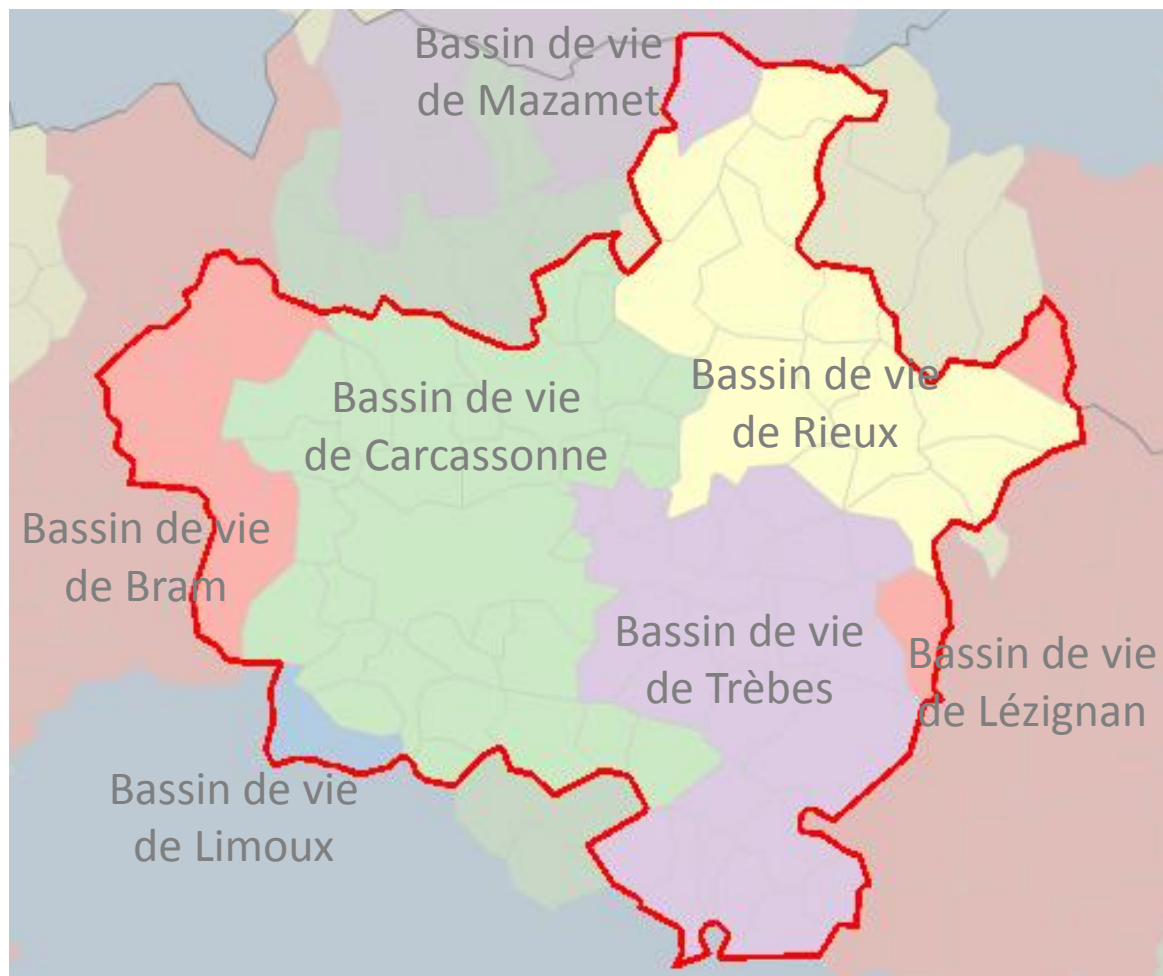 Bassin de vie
de Mazamet
Bassin de vie
de Rieux
Bassin de vie
de Carcassonne
Bassin de vie
de Bram
Bassin de vie
de Trèbes
Bassin de vie
de Lézignan
Bassin de vie
de Limoux